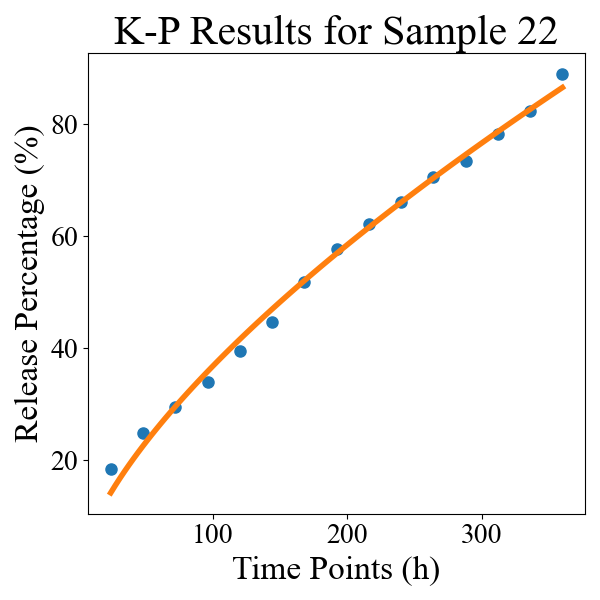 K-P Results for Sample 22
Release Percentage (%)
80
60
40
20
100 200 300
Time Points (h)